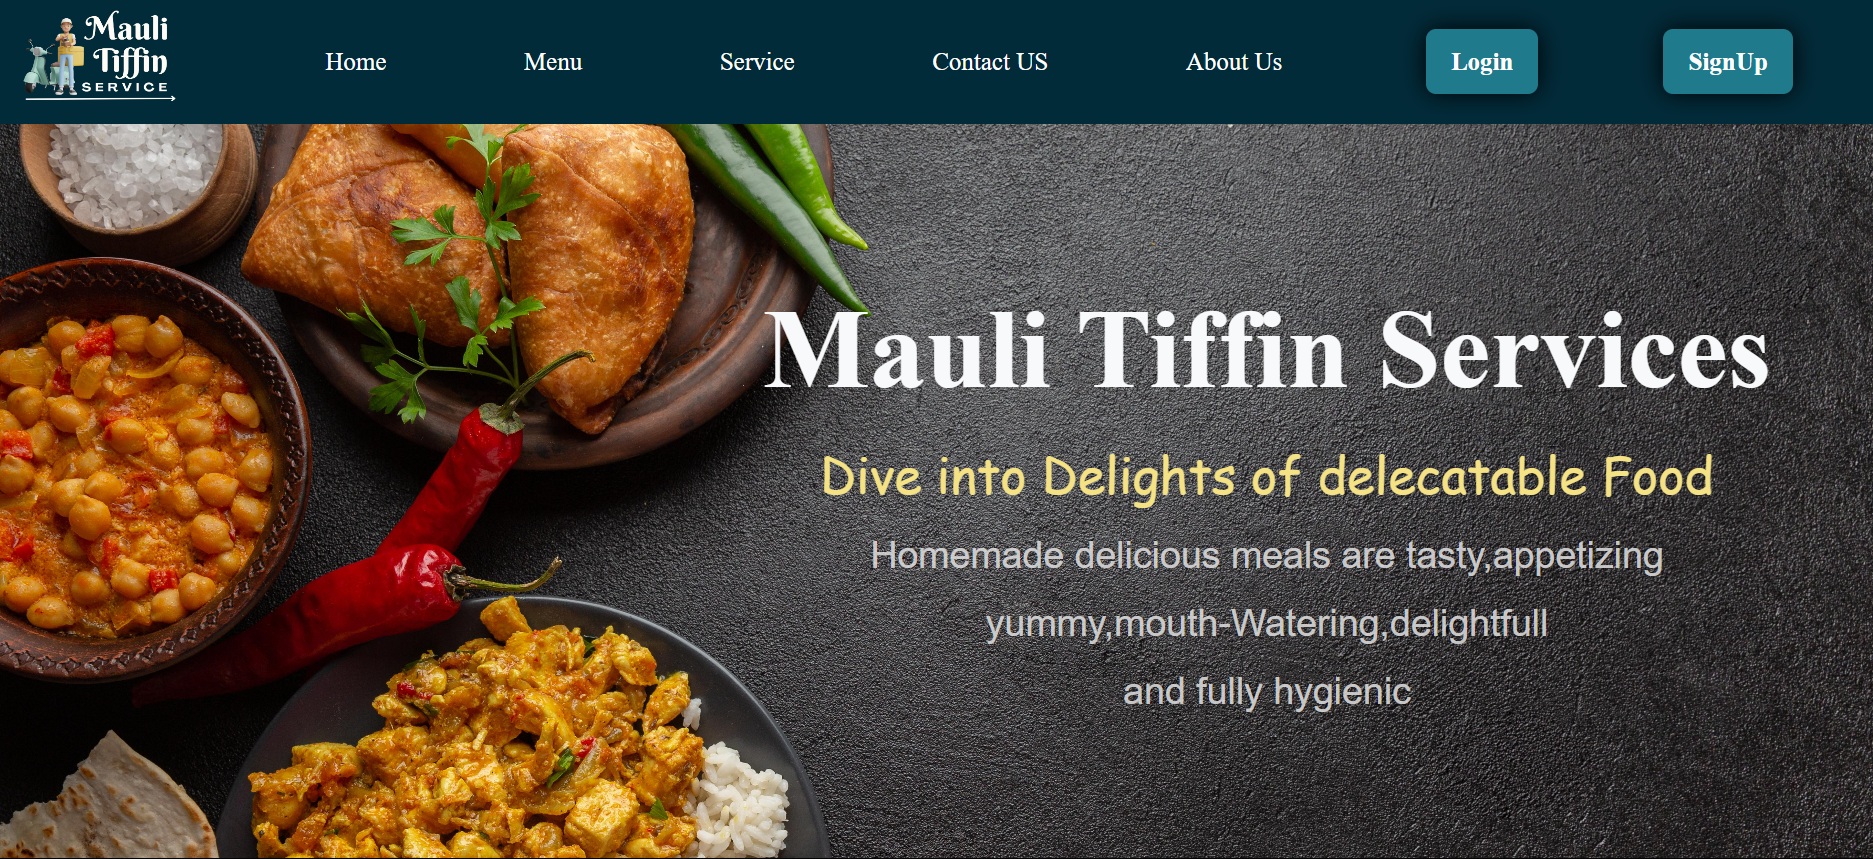 Mauli
Tiffin
SERVICE
Home Menu Service Contact US About Us Login SignUp
Mauli Tiffin Services
Dive into Delights of delecatable Food
Homemade delicious meals are tasty,appetizing
yummy,mouth-Watering,delightfull
and fully hygienic